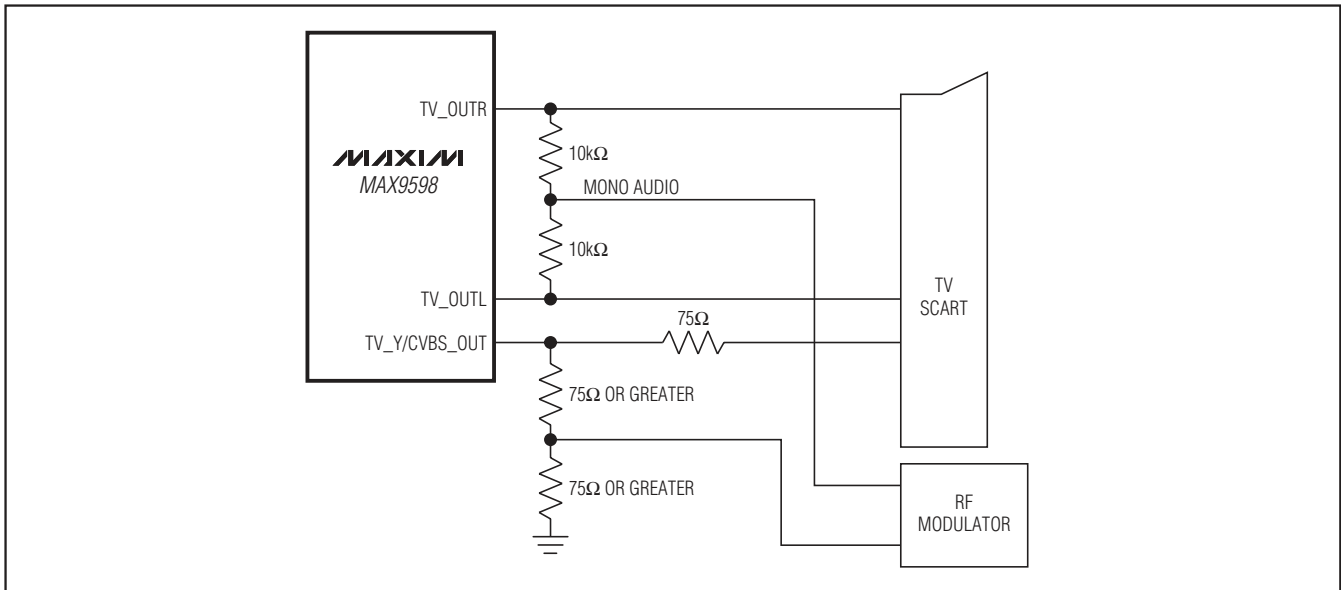 TV_OUTR
10kΩ
MAXIM
MAX9598
MONO AUDIO
10kΩ
TV_OUTL
TV
SCART
75Ω
TV_Y/CVBS_OUT
75Ω OR GREATER
75Ω OR GREATER
RF
MODULATOR